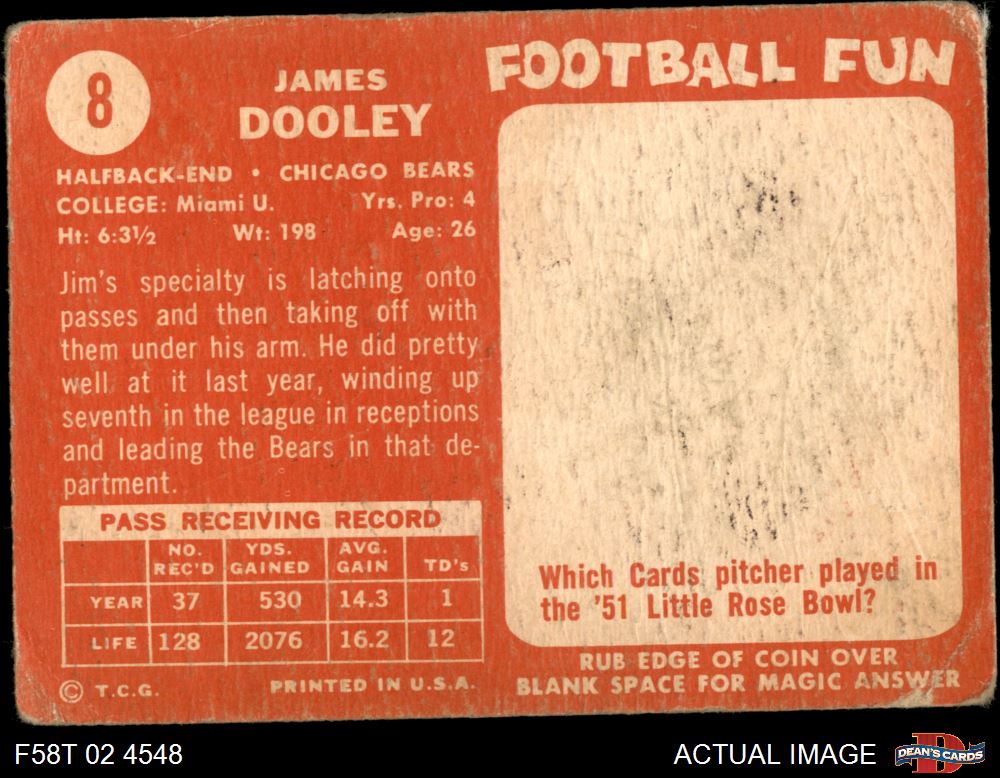 8
JAMES
DOOLEY
HALFBACK-END • CHICAGO BEARS
COLLEGE: Miami U. Yrs. Pro: 4
Ht: 6:3½ Wt: 198 Age: 26
Jim's specialty is latching onto
passes and then taking off with
them under his arm. He did pretty
well at it last year, winding up
seventh in the league in receptions
and leading the Bears in that de-
partment.
PASS RECEIVING RECORD
NO. REC'D YDS. GAINED AVG. GAIN TD's
YEAR 37 530 14.3 1
LIFE 128 2076 16.2 12
© T.C.G. PRINTED IN U.S.A.
FOOTBALL FUN
Which Cards pitcher played in
the '51 Little Rose Bowl?
RUB EDGE OF COIN OVER
BLANK SPACE FOR MAGIC ANSWER
F58T 02 4548
ACTUAL IMAGE
D
DEAN'S CARDS